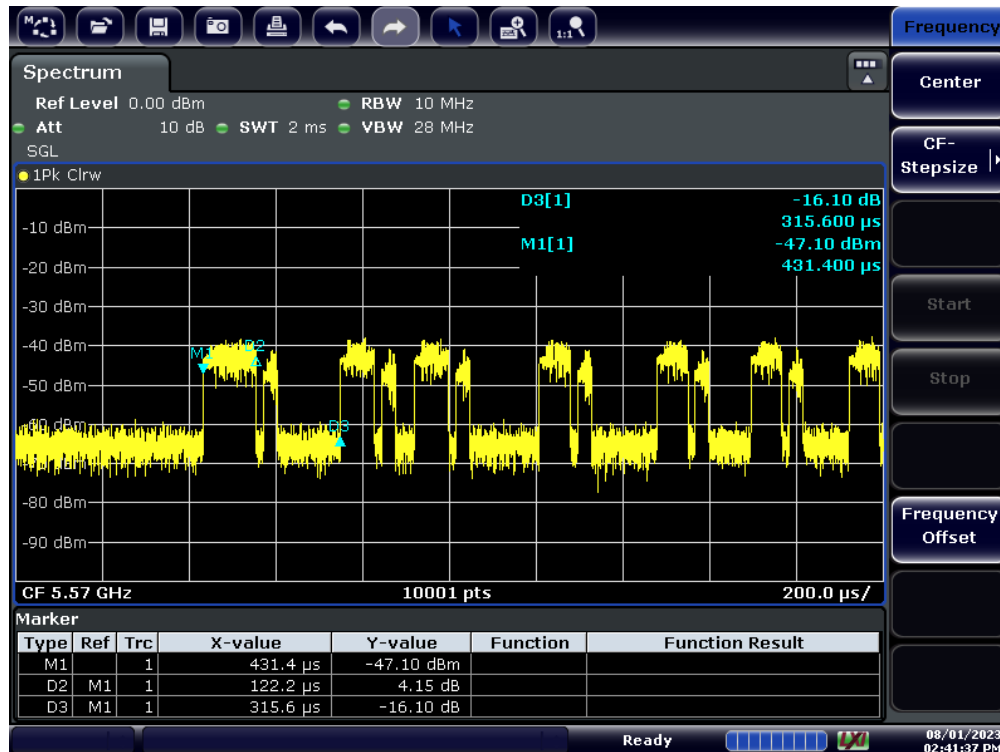 Frequency
Spectrum
Center
Ref Level 0.00 dBm RBW 10 MHz
Att 10 dB SWT 2 ms VBW 28 MHz
SGL
CF-
Stepsize
1Pk Clrw
D3[1] -16.10 dB
315.600 µs
M1[1] -47.10 dBm
431.400 µs
-10 dBm
-20 dBm
-30 dBm
Start
-40 dBm
D2
-50 dBm
Stop
D3
-80 dBm
Frequency
Offset
-90 dBm
CF 5.57 GHz 10001 pts 200.0 µs/
Marker
Type Ref Trc X-value Y-value Function Function Result
M1 1 431.4 µs -47.10 dBm
D2 M1 1 122.2 µs 4.15 dB
D3 M1 1 315.6 µs -16.10 dB
Ready
LXI
08/01/2023
1:1